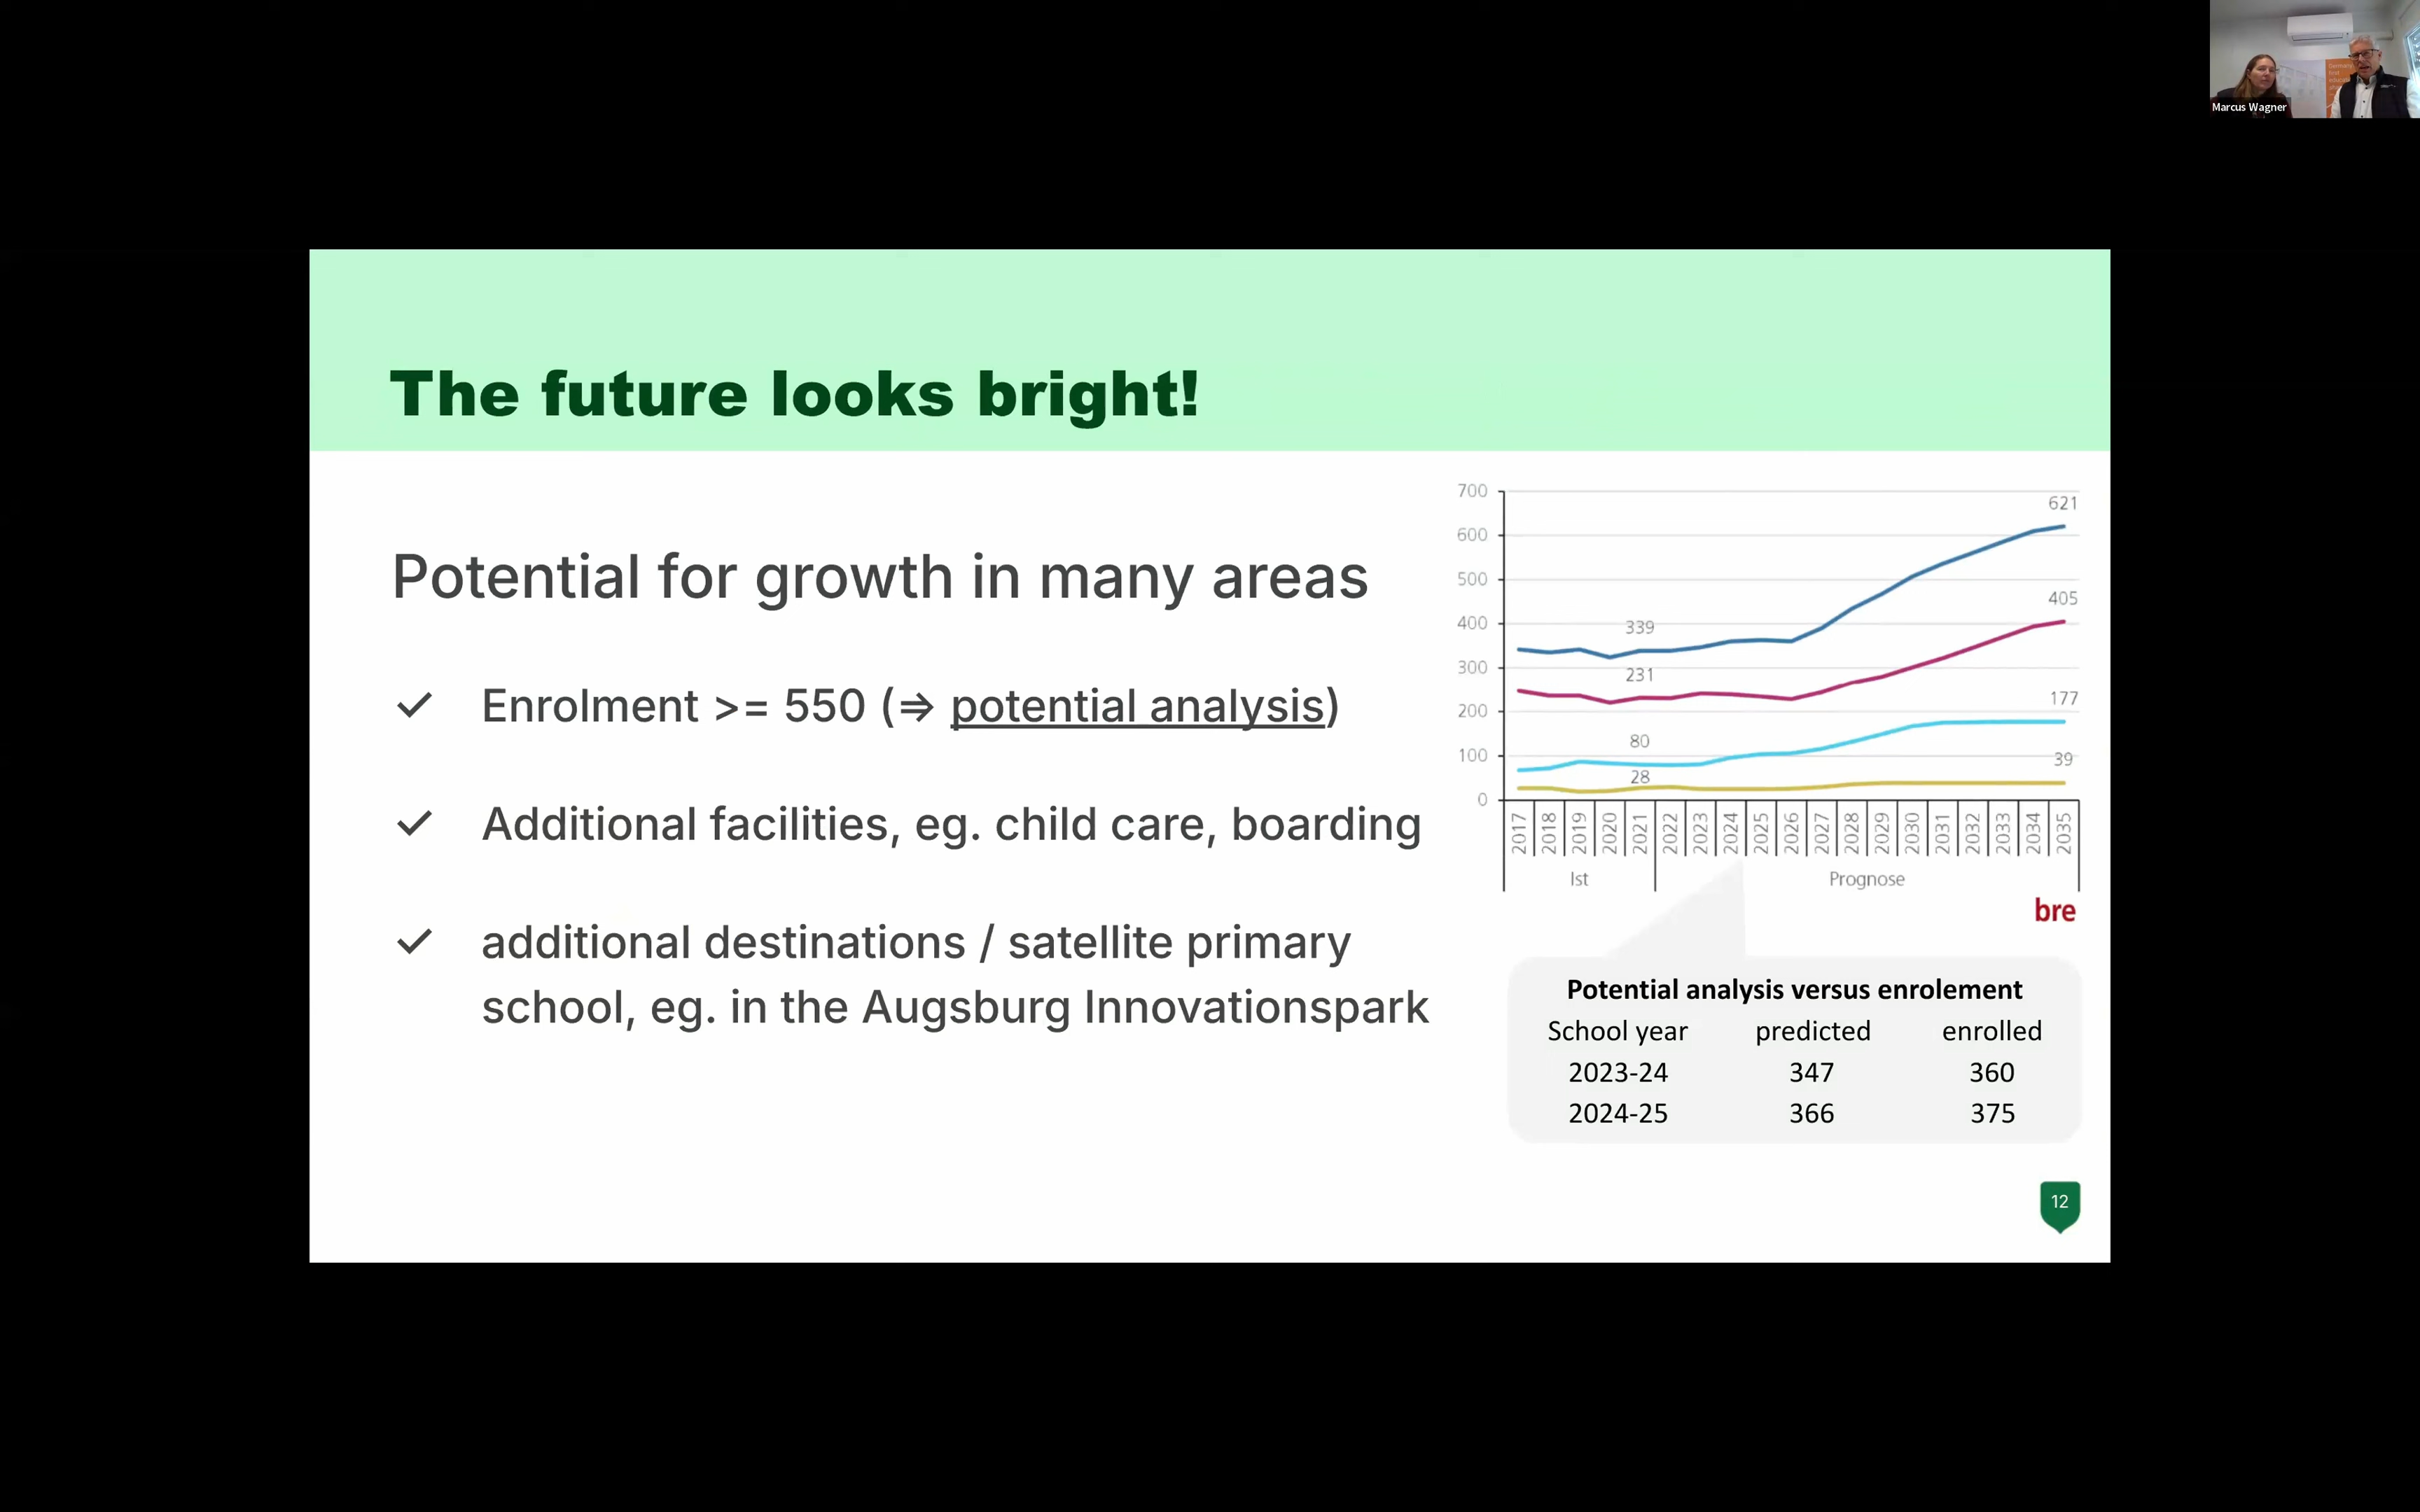 Marcus Wagner
The future looks bright!
Potential for growth in many areas
✓ Enrolment >= 550 (⇒ potential analysis)
✓ Additional facilities, eg. child care, boarding
✓ additional destinations / satellite primary
school, eg. in the Augsburg Innovationspark
700
600
500
400
300
200
100
0
621
405
177
39
339
231
80
28
2017 2018 2019 2020 2021 2022 2023 2024 2025 2026 2027 2028 2029 2030 2031 2032 2033 2034 2035
Ist Prognose
bre
Potential analysis versus enrolement
School year predicted enrolled
2023-24 347 360
2024-25 366 375
12